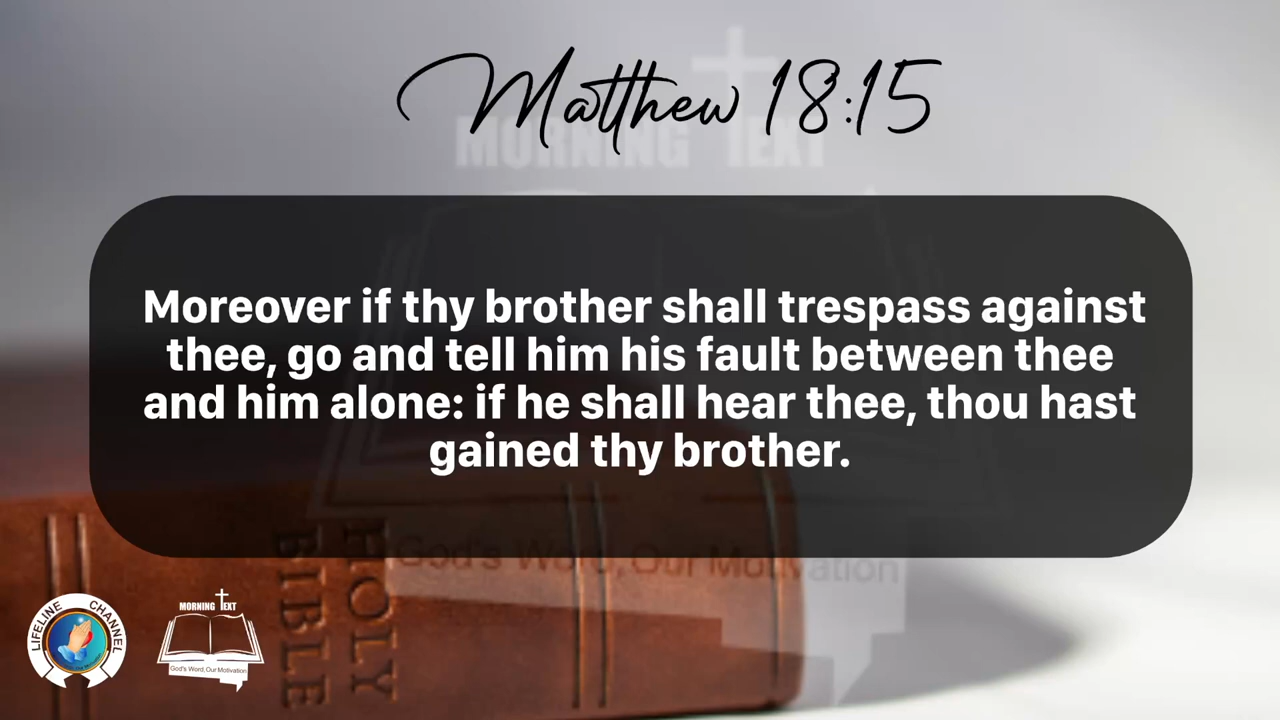 Matthew 18:15
MORNING TEXT
Moreover if thy brother shall trespass against
thee, go and tell him his fault between thee
and him alone: if he shall hear thee, thou hast
gained thy brother.
God's Word, Our Motivation
HOLY
BIBLE
LIFELINE CHANNEL
MORNING TEXT
God's Word, Our Motivation